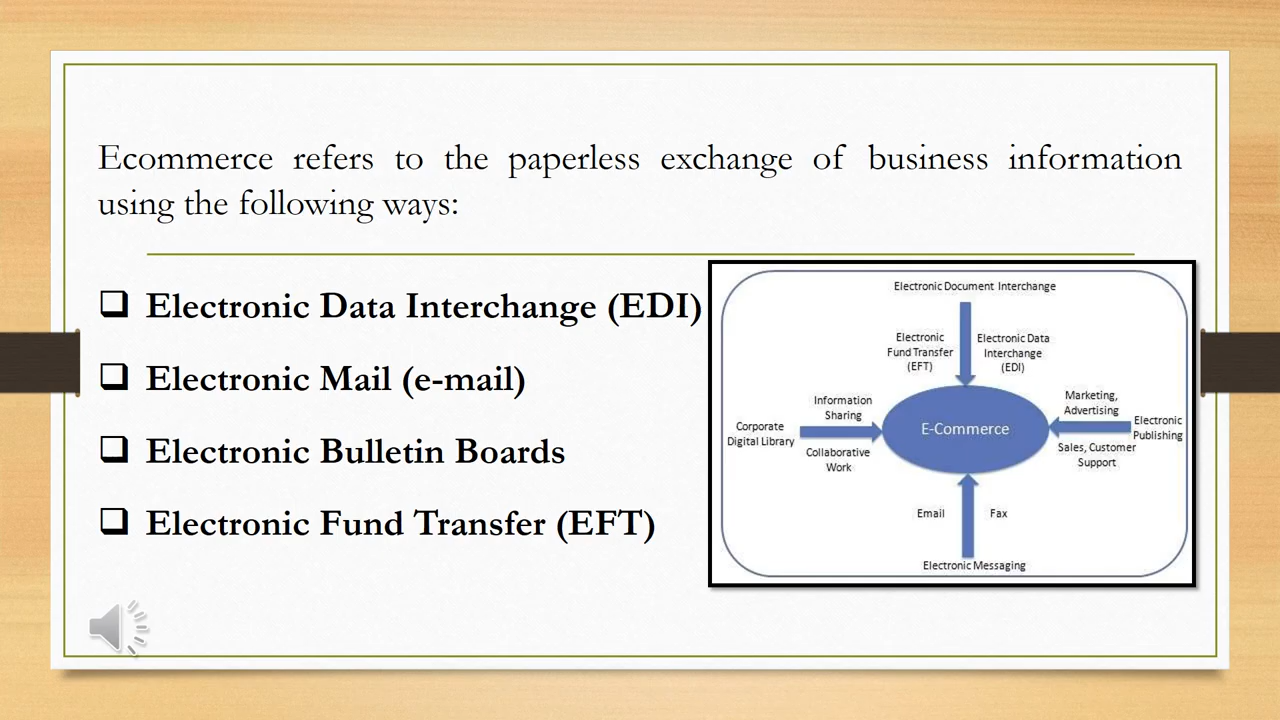 Ecommerce refers to the paperless exchange of business information
using the following ways:
Electronic Data Interchange (EDI)
Electronic Mail (e-mail)
Electronic Bulletin Boards
Electronic Fund Transfer (EFT)
Electronic Document Interchange
Electronic
Fund Transfer
(EFT)
Electronic Data
Interchange
(EDI)
Information
Sharing
Corporate
Digital Library
Collaborative
Work
E-Commerce
Marketing,
Advertising
Electronic
Publishing
Sales, Customer
Support
Email
Fax
Electronic Messaging